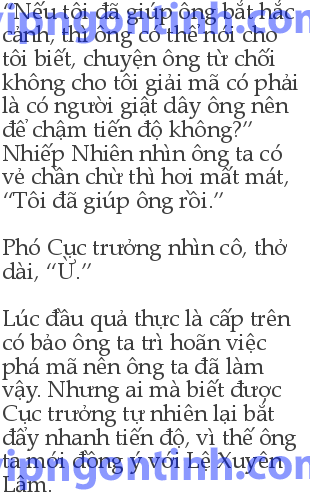 vipngontinh.com
“Nếu tôi đã giúp ông bắt hắc
cảnh, thì ông có thể nói cho
tôi biết, chuyện ông từ chối
không cho tôi giải mã có phải
là có người giật dây ông nên
để chậm tiến độ không?”
Nhiếp Nhiên nhìn ông ta có
vẻ chần chừ thì hơi mất mát,
“Tôi đã giúp ông rồi.”
Phó Cục trưởng nhìn cô, thở
dài, “Ừ.”
Lúc đầu quả thực là cấp trên
có bảo ông ta trì hoãn việc
phá mã nên ông ta đã làm
vậy. Nhưng ai mà biết được
Cục trưởng tự nhiên lại bắt
đẩy nhanh tiến độ, vì thế ông
ta mới đồng ý với Lệ Xuyên
Lâm.
vipngontinh.com